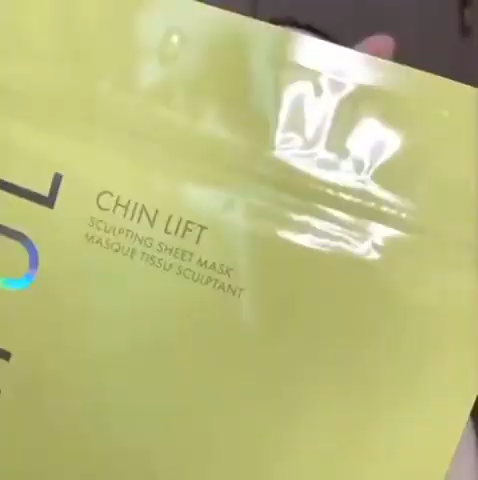 CHIN LIFT
SCULPTING SHEET MASK
MASQUE TISSU SCULPTANT